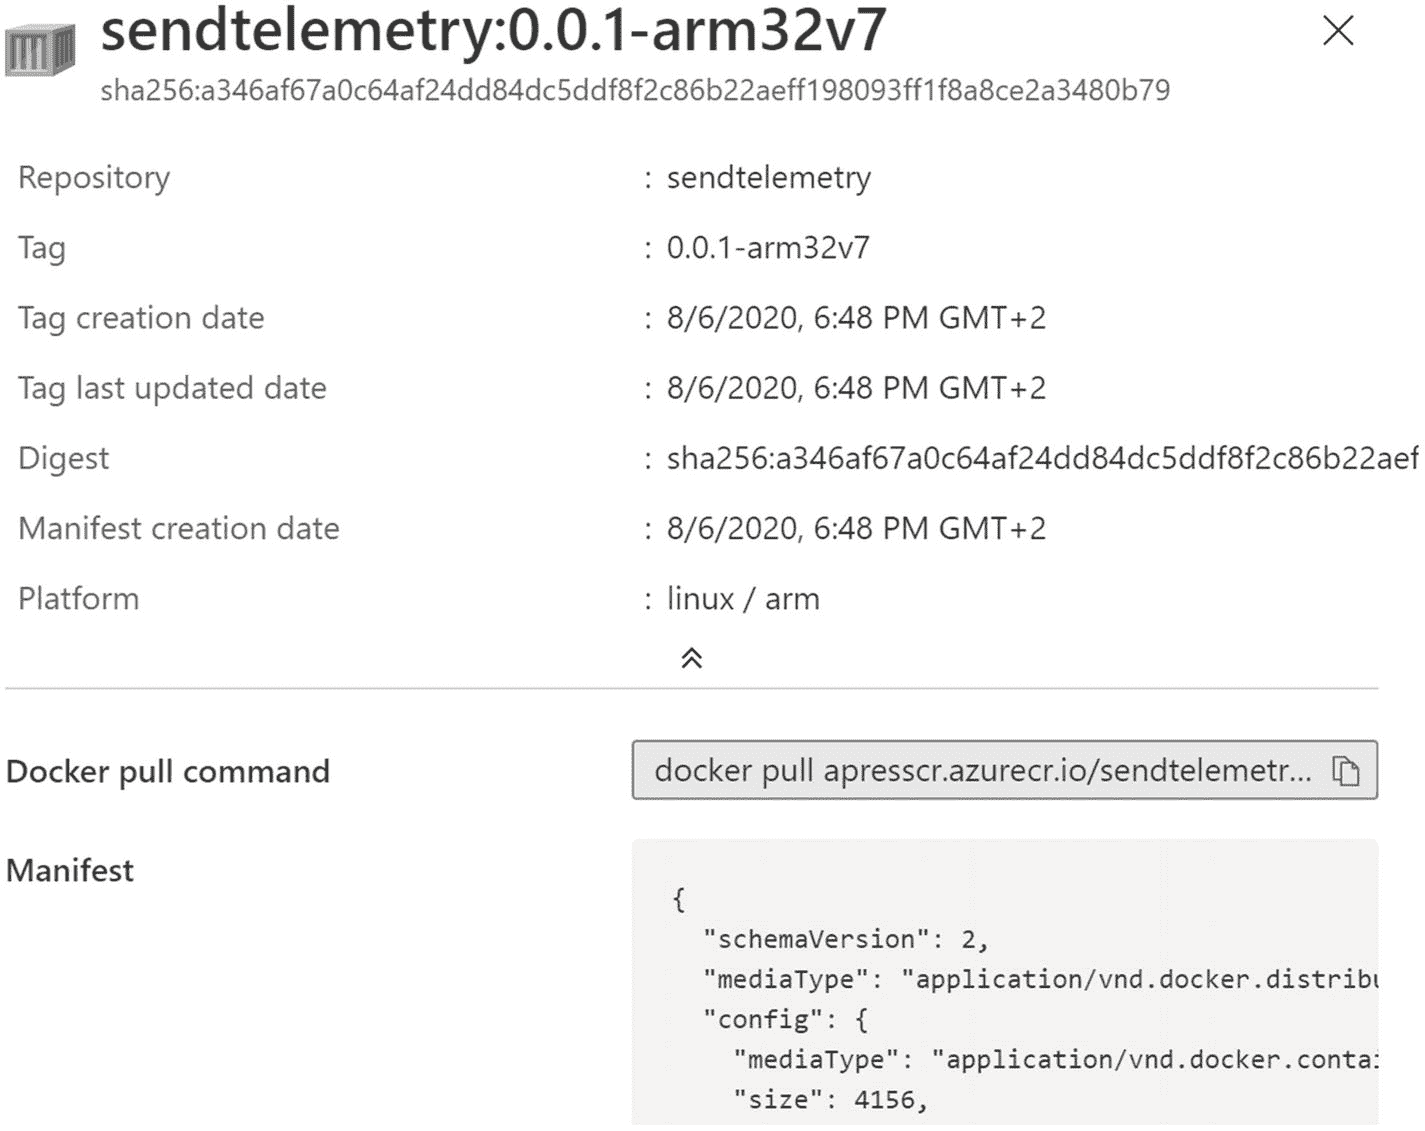 sendtelemetry:0.0.1-arm32v7
sha256:a346af67a0c64af24dd84dc5ddf8f2c86b22aeff198093ff1f8a8ce2a3480b79
Repository : sendtelemetry
Tag : 0.0.1-arm32v7
Tag creation date : 8/6/2020, 6:48 PM GMT+2
Tag last updated date : 8/6/2020, 6:48 PM GMT+2
Digest : sha256:a346af67a0c64af24dd84dc5ddf8f2c86b22aef
Manifest creation date : 8/6/2020, 6:48 PM GMT+2
Platform : linux / arm
Docker pull command docker pull apresscr.azurecr.io/sendtelemetr...
Manifest
{
"schemaVersion": 2,
"mediaType": "application/vnd.docker.distribu
"config": {
"mediaType": "application/vnd.docker.contai
"size": 4156,